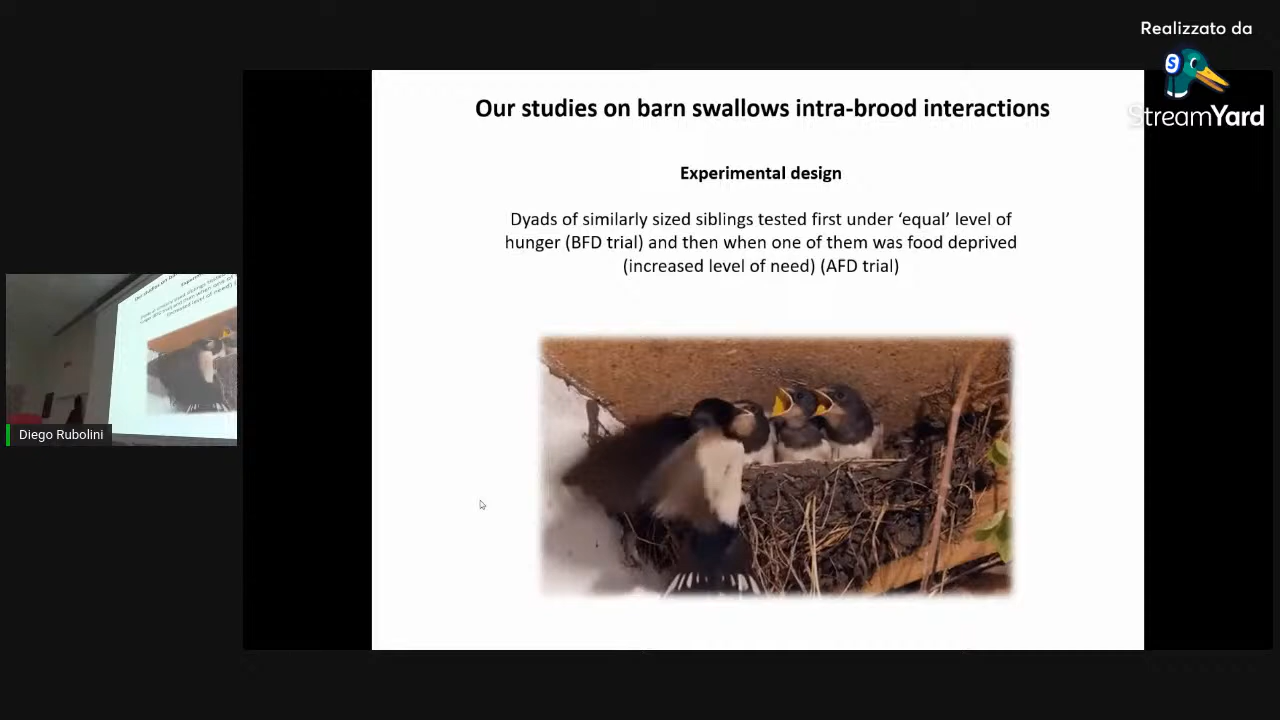 Realizzato da
S
StreamYard
Our studies on barn swallows intra-brood interactions
Experimental design
Dyads of similarly sized siblings tested first under ‘equal’ level of
hunger (BFD trial) and then when one of them was food deprived
(increased level of need) (AFD trial)
Diego Rubolini